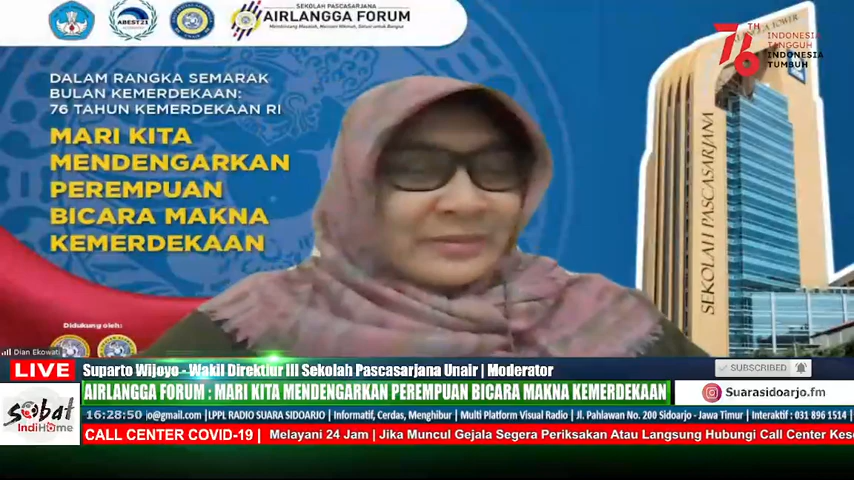 SEKOLAH PASCASARJANA
AIRLANGGA FORUM
ABEST21
76TH
INDONESIA
TANGGUH
INDONESIA
TUMBUH
DALAM RANGKA SEMARAK
BULAN KEMERDEKAAN:
76 TAHUN KEMERDEKAAN RI
MARI KITA
MENDENGARKAN
PEREMPUAN
BICARA MAKNA
KEMERDEKAAN
SEKOLAH PASCASARJANA
Didukung oleh:
Dian Ekowati
LIVE
Suparto Wijoyo - Wakil Direktiur III Sekolah Pascasarjana Unair | Moderator
SUBSCRIBED
AIRLANGGA FORUM : MARI KITA MENDENGARKAN PEREMPUAN BICARA MAKNA KEMERDEKAAN
Suarasidoarjo.fm
Sobat
IndiHome
16:28:50
jo@gmail.com |LPPL RADIO SUARA SIDOARJO | Informatif, Cerdas, Menghibur | Multi Platform Visual Radio | Jl. Pahlawan No. 200 Sidoarjo - Jawa Timur | Interaktif : 031 896 1514 |
CALL CENTER COVID-19 | Melayani 24 Jam | Jika Muncul Gejala Segera Periksakan Atau Langsung Hubungi Call Center Kes